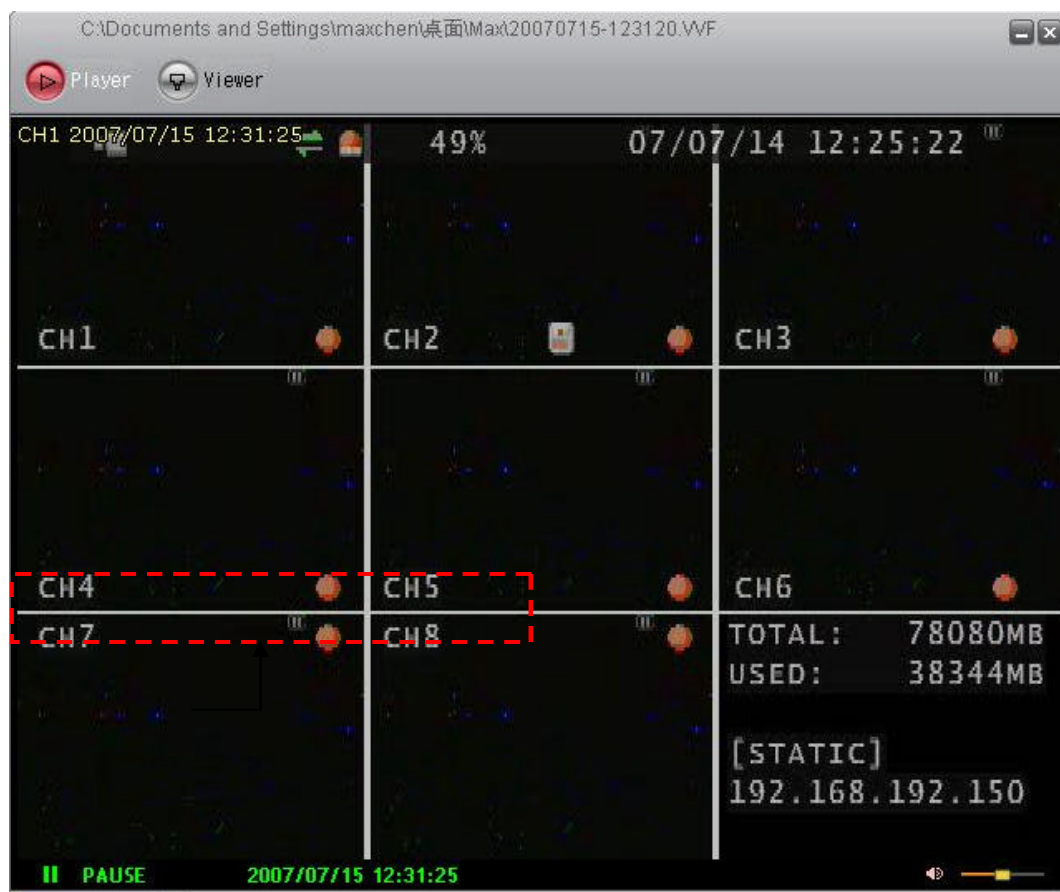 C:\Documents and Settings\maxchen\桌面\Max\20070715-123120.VVF
Player Viewer
CH1 2007/07/15 12:31:25 49% 07/07/14 12:25:22
CH1 CH2 CH3
CH4 CH5 CH6
CH7 CH8 TOTAL: 78080MB
USED: 38344MB
[STATIC]
192.168.192.150
PAUSE 2007/07/15 12:31:25